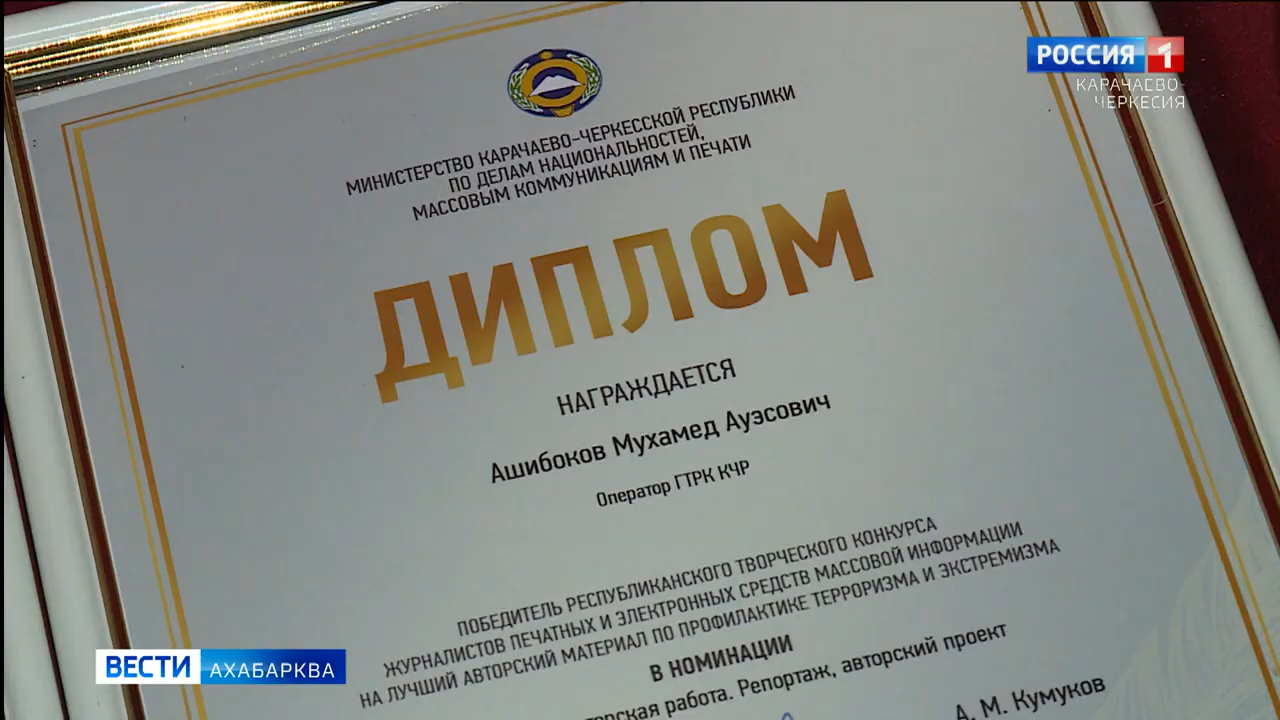 РОССИЯ 1
КАРАЧАЕВО-
ЧЕРКЕСИЯ
МИНИСТЕРСТВО КАРАЧАЕВО-ЧЕРКЕССКОЙ РЕСПУБЛИКИ
ПО ДЕЛАМ НАЦИОНАЛЬНОСТЕЙ,
МАССОВЫМ КОММУНИКАЦИЯМ И ПЕЧАТИ
ДИПЛОМ
НАГРАЖДАЕТСЯ
Ашибоков Мухамед Ауэсович
Оператор ГТРК КЧР
ПОБЕДИТЕЛЬ РЕСПУБЛИКАНСКОГО ТВОРЧЕСКОГО КОНКУРСА
ЖУРНАЛИСТОВ ПЕЧАТНЫХ И ЭЛЕКТРОННЫХ СРЕДСТВ МАССОВОЙ ИНФОРМАЦИИ
НА ЛУЧШИЙ АВТОРСКИЙ МАТЕРИАЛ ПО ПРОФИЛАКТИКЕ ТЕРРОРИЗМА И ЭКСТРЕМИЗМА
В НОМИНАЦИИ
работа. Репортаж, авторский проект
А. М. Кумуков
ВЕСТИ АХАБАРКВА